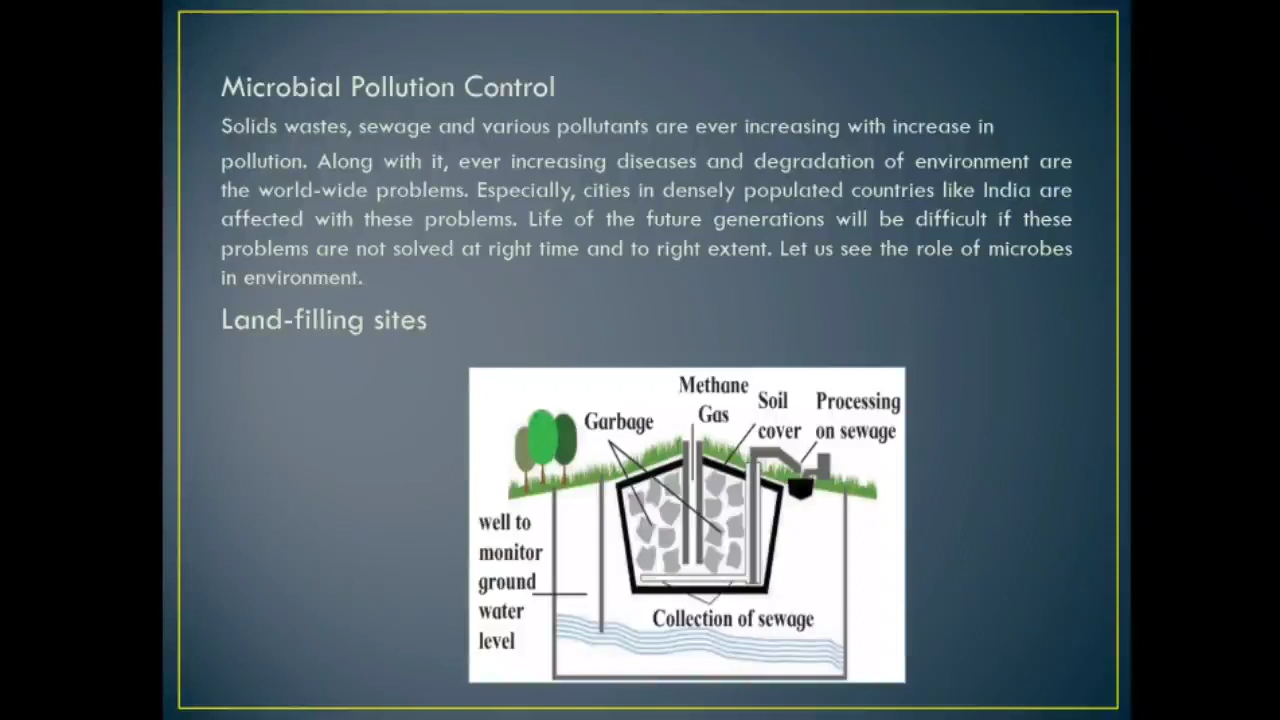 Microbial Pollution Control
Solids wastes, sewage and various pollutants are ever increasing with increase in
pollution. Along with it, ever increasing diseases and degradation of environment are
the world-wide problems. Especially, cities in densely populated countries like India are
affected with these problems. Life of the future generations will be difficult if these
problems are not solved at right time and to right extent. Let us see the role of microbes
in environment.
Land-filling sites
Methane
Gas
Garbage
Soil
cover
Processing
on sewage
well to
monitor
ground
water
level
Collection of sewage